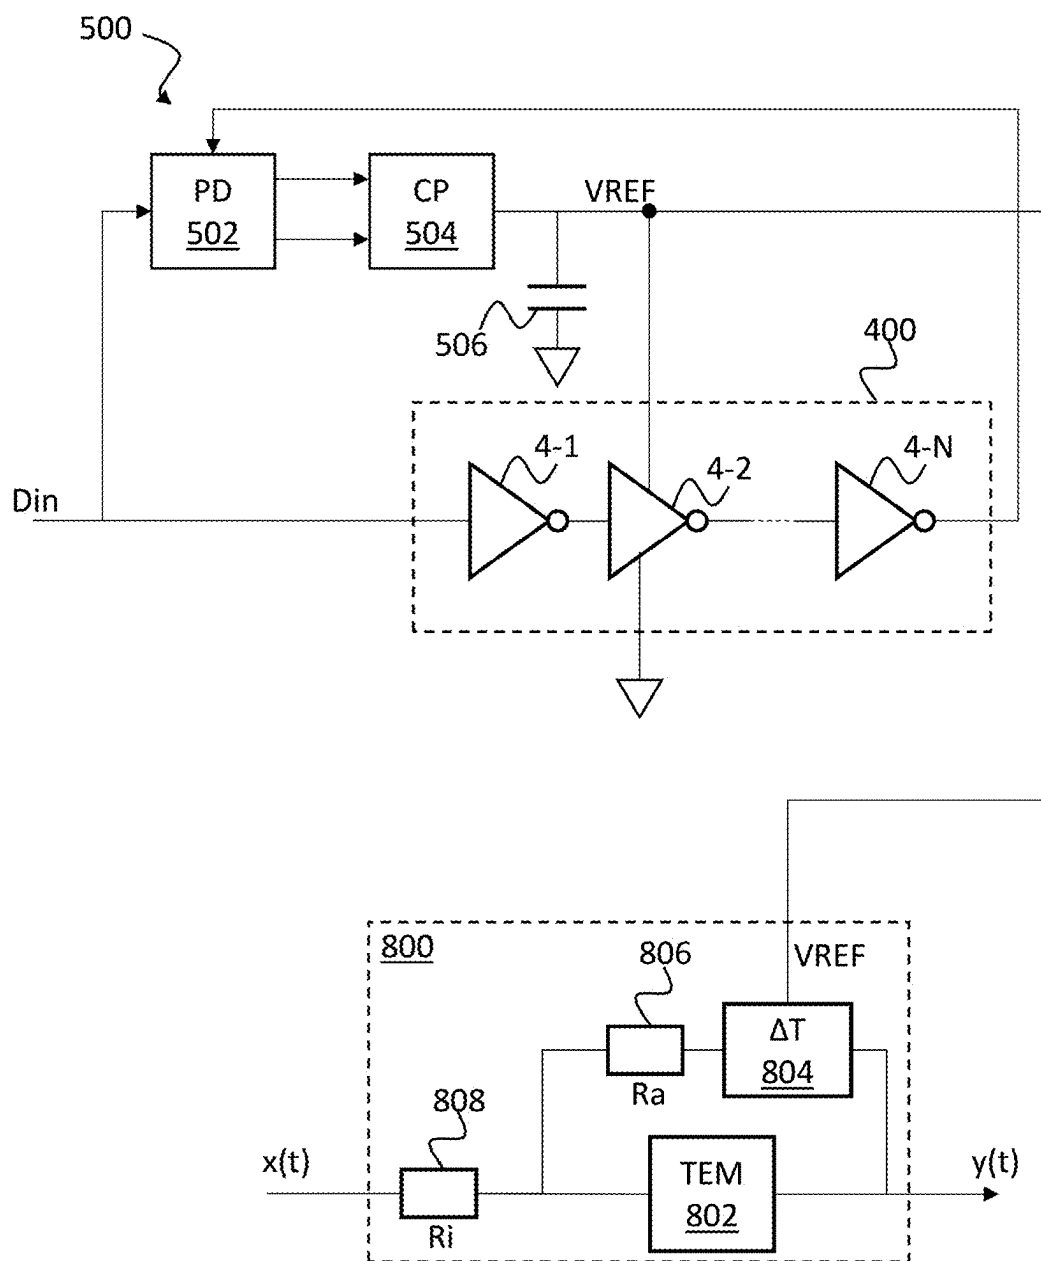 500
PD
502
CP
504
VREF
506
400
4-1
4-2
4-N
Din
800
806
VREF
ΔT
804
Ra
808
x(t)
TEM
802
y(t)
Ri